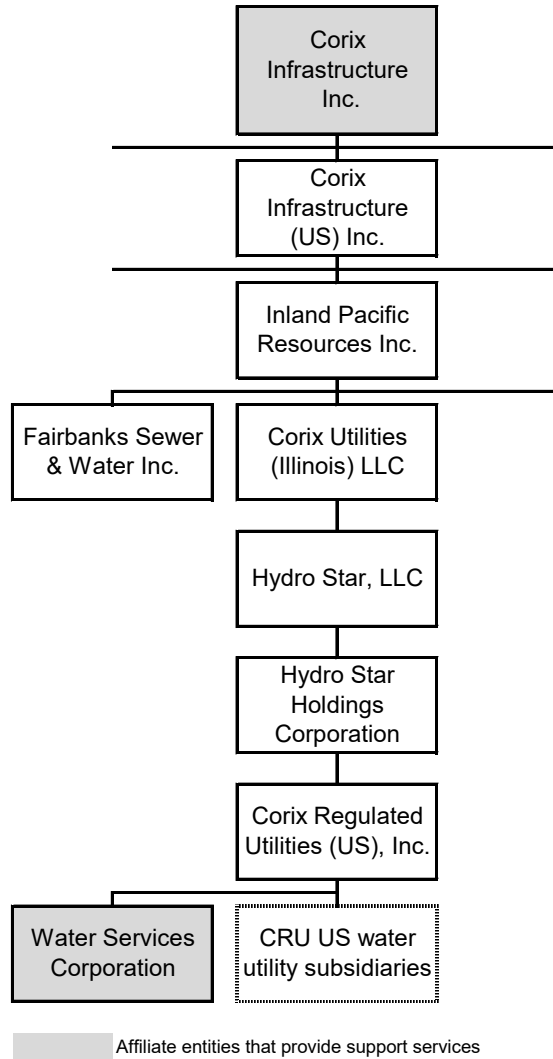 Corix
Infrastructure
Inc.
Corix
Infrastructure
(US) Inc.
Inland Pacific
Resources Inc.
Fairbanks Sewer
& Water Inc.
Corix Utilities
(Illinois) LLC
Hydro Star, LLC
Hydro Star
Holdings
Corporation
Corix Regulated
Utilities (US), Inc.
Water Services
Corporation
CRU US water
utility subsidiaries
Affiliate entities that provide support services